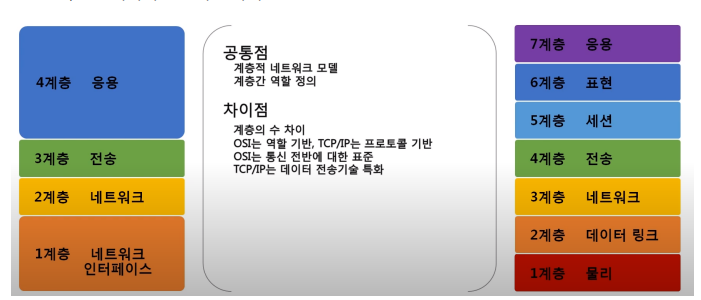 4계층 응용
3계층 전송
2계층 네트워크
1계층 네트워크
인터페이스
공통점
계층적 네트워크 모델
계층간 역할 정의
차이점
계층의 수 차이
OSI는 역할 기반, TCP/IP는 프로토콜 기반
OSI는 통신 전반에 대한 표준
TCP/IP는 데이터 전송기술 특화
7계층 응용
6계층 표현
5계층 세션
4계층 전송
3계층 네트워크
2계층 데이터 링크
1계층 물리